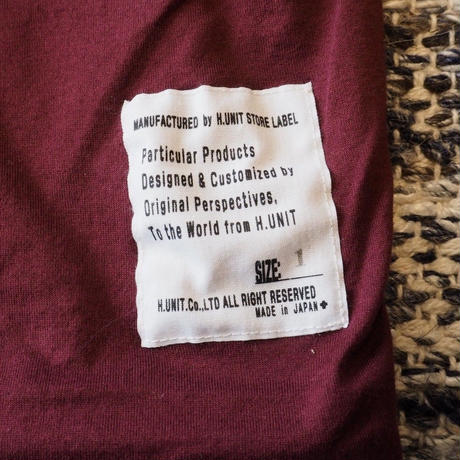 MANUFACTURED by H.UNIT STORE LABEL
Particular Products
Designed & Customized by
Original Perspectives,
To the World from H.UNIT
SIZE: 1
H.UNIT.Co.,LTD ALL RIGHT RESERVED
MADE in JAPAN